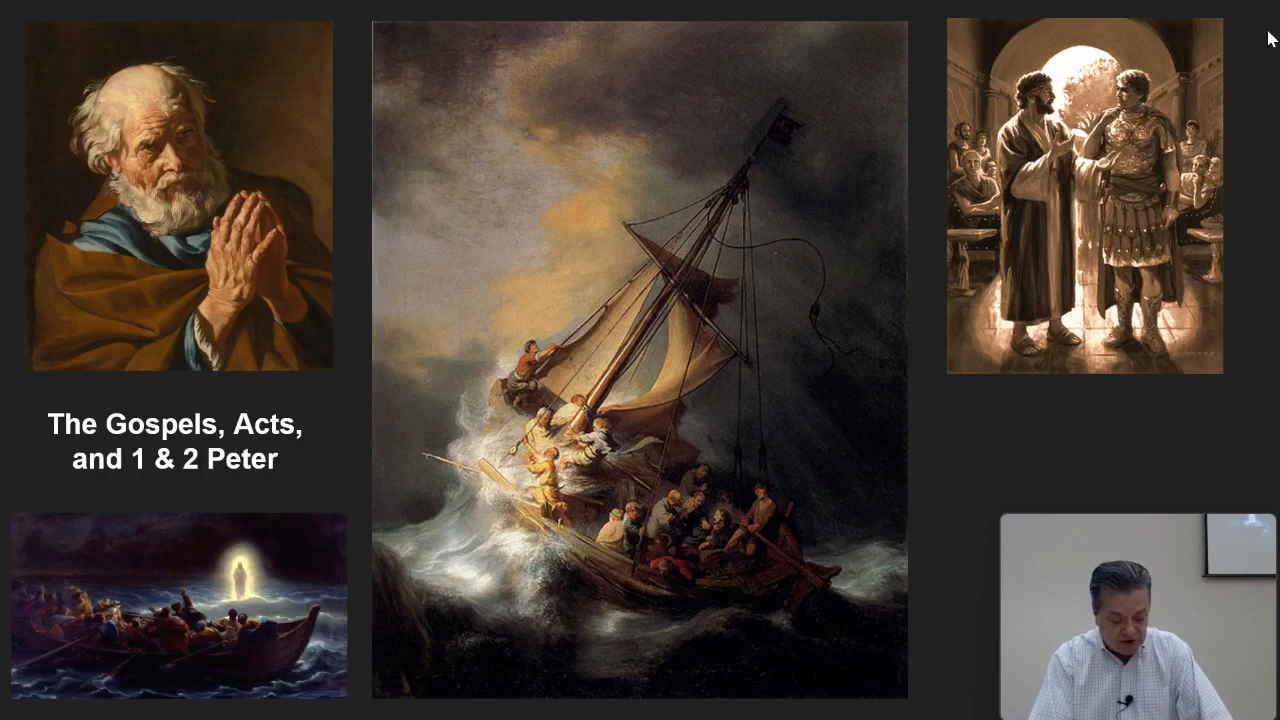 The Gospels, Acts,
and 1 & 2 Peter